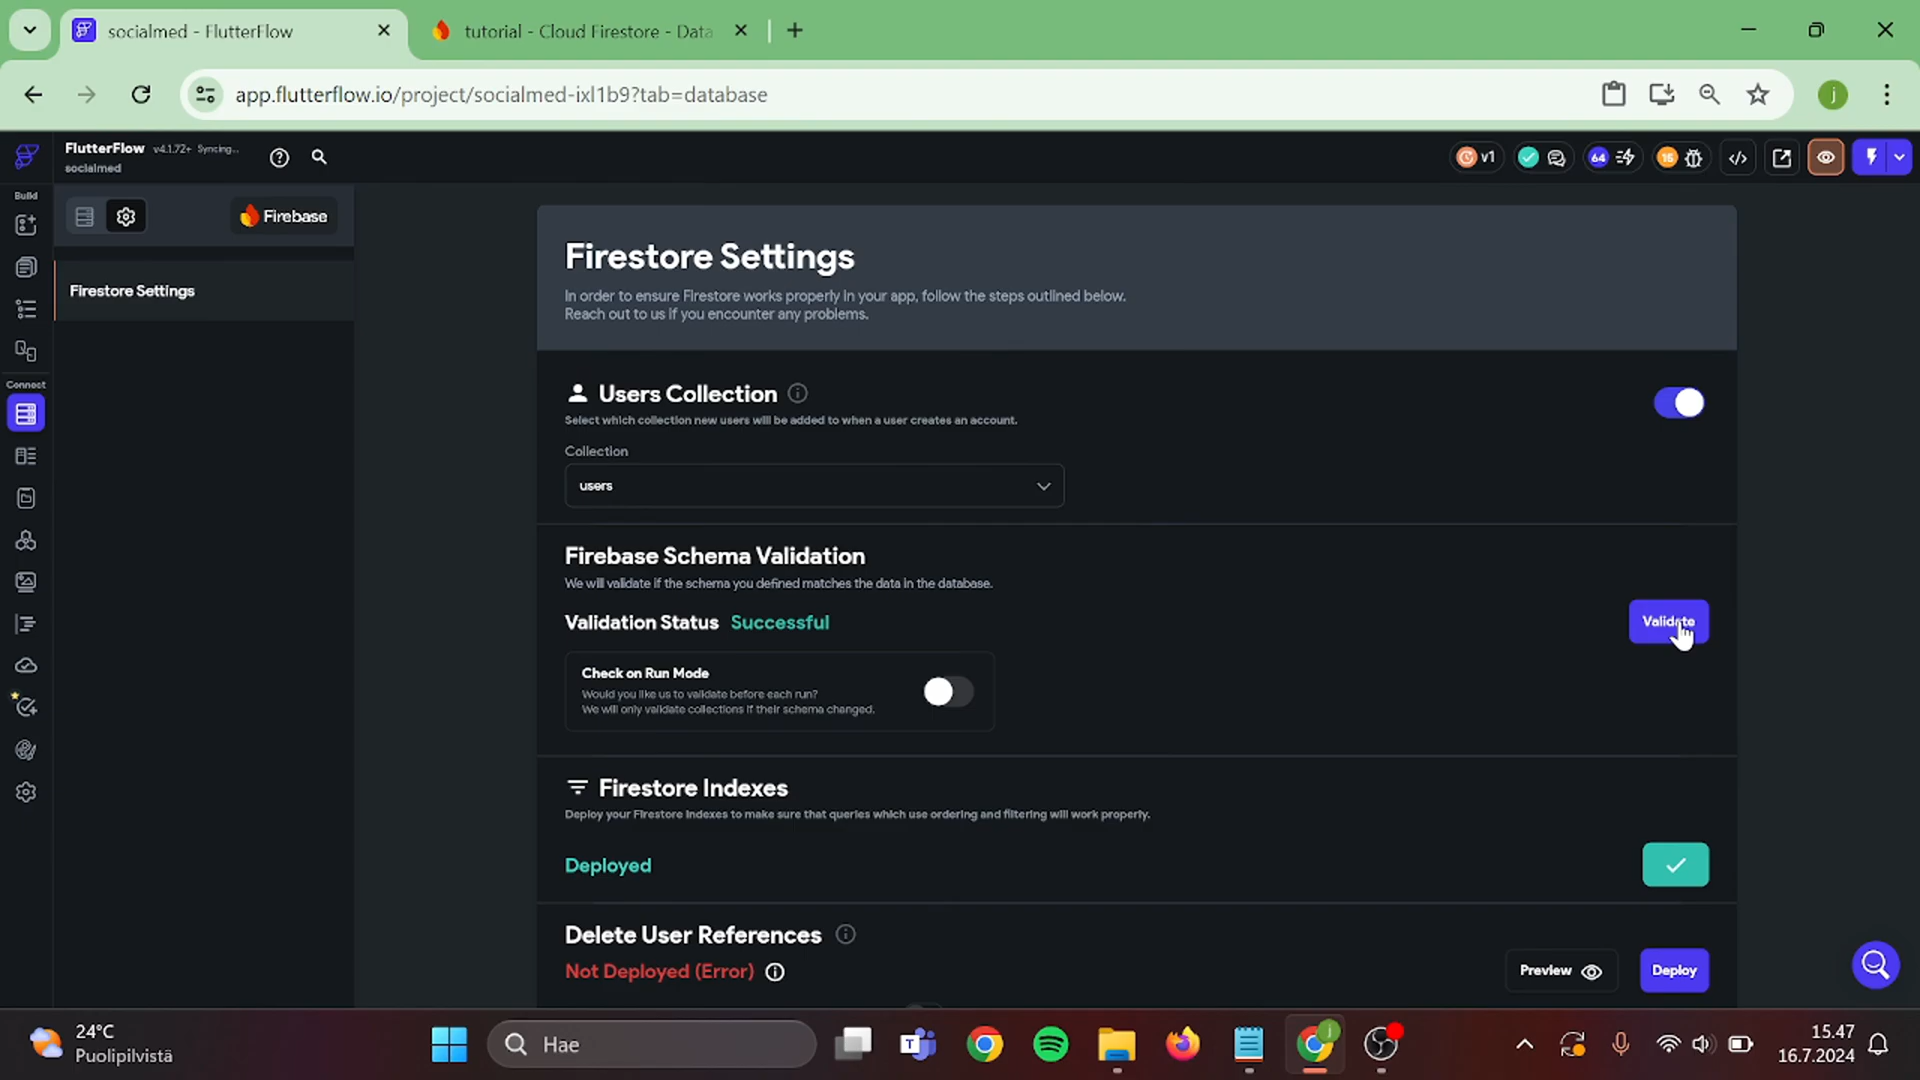 socialmed - FlutterFlow
tutorial - Cloud Firestore - Data
app.flutterflow.io/project/socialmed-ixl1b9?tab=database
j
FlutterFlow v4.1.72+ Syncing...
socialmed
v1
64
15
Build
Firebase
Firestore Settings
Connect
Firestore Settings
In order to ensure Firestore works properly in your app, follow the steps outlined below.
Reach out to us if you encounter any problems.
Users Collection
Select which collection new users will be added to when a user creates an account.
Collection
users
Firebase Schema Validation
We will validate if the schema you defined matches the data in the database.
Validation Status Successful
Validate
Check on Run Mode
Would you like us to validate before each run?
We will only validate collections if their schema changed.
Firestore Indexes
Deploy your Firestore Indexes to make sure that queries which use ordering and filtering will work properly.
Deployed
Delete User References
Not Deployed (Error)
Preview
Deploy
24°C
Puolipilvistä
Hae
15.47
16.7.2024